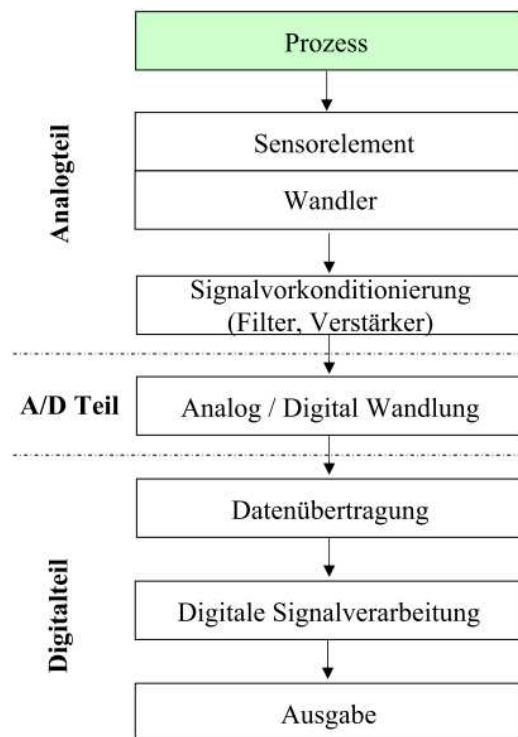 Prozess
Analogteil
Sensorelement
Wandler
Signalvorkonditionierung
(Filter, Verstärker)
A/D Teil
Analog / Digital Wandlung
Digitalteil
Datenübertragung
Digitale Signalverarbeitung
Ausgabe